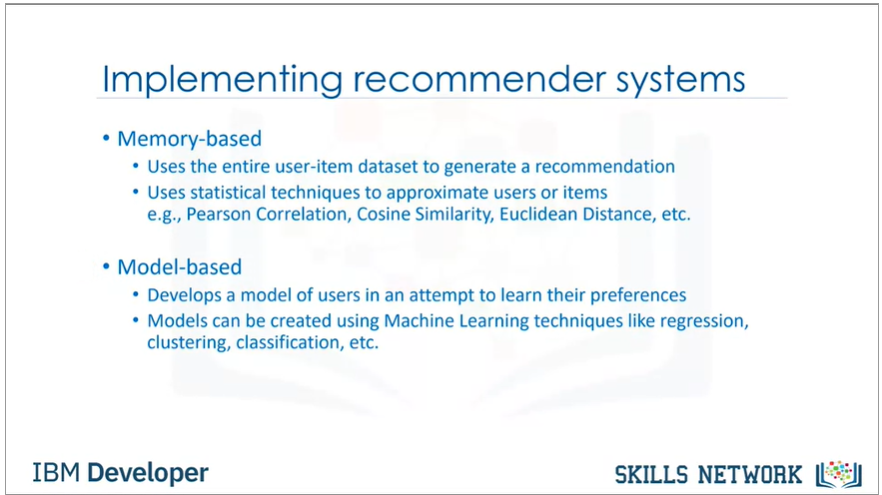 Implementing recommender systems
• Memory-based
• Uses the entire user-item dataset to generate a recommendation
• Uses statistical techniques to approximate users or items
e.g., Pearson Correlation, Cosine Similarity, Euclidean Distance, etc.
• Model-based
• Develops a model of users in an attempt to learn their preferences
• Models can be created using Machine Learning techniques like regression,
clustering, classification, etc.
IBM Developer
SKILLS NETWORK